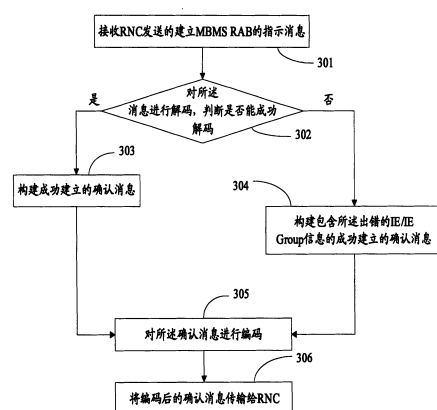 接收RNC发送的建立MBMS RAB的指示消息
301
对所述
消息进行解码，判断是否能成功
解码
是
否
302
303
构建成功建立的确认消息
304
构建包含所述出错的IE/IE
Group信息的成功建立的确认消息
305
对所述确认消息进行编码
306
将编码后的确认消息传输给RNC